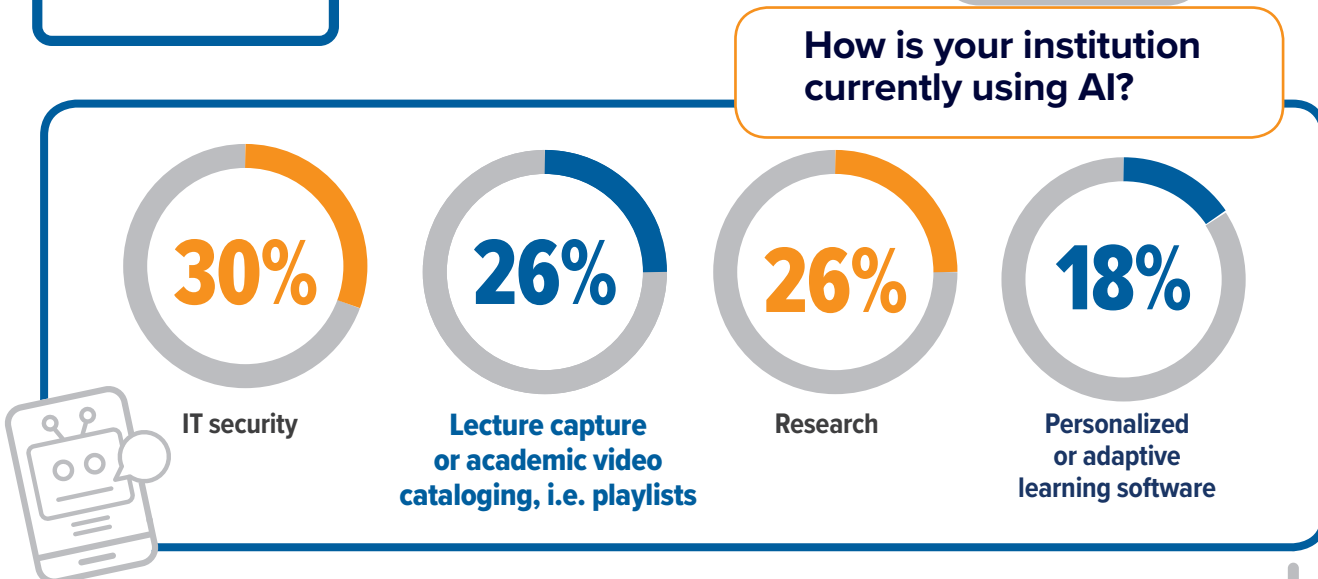 How is your institution
currently using AI?
30%
26%
26%
18%
IT security
Lecture capture
or academic video
cataloging, i.e. playlists
Research
Personalized
or adaptive
learning software